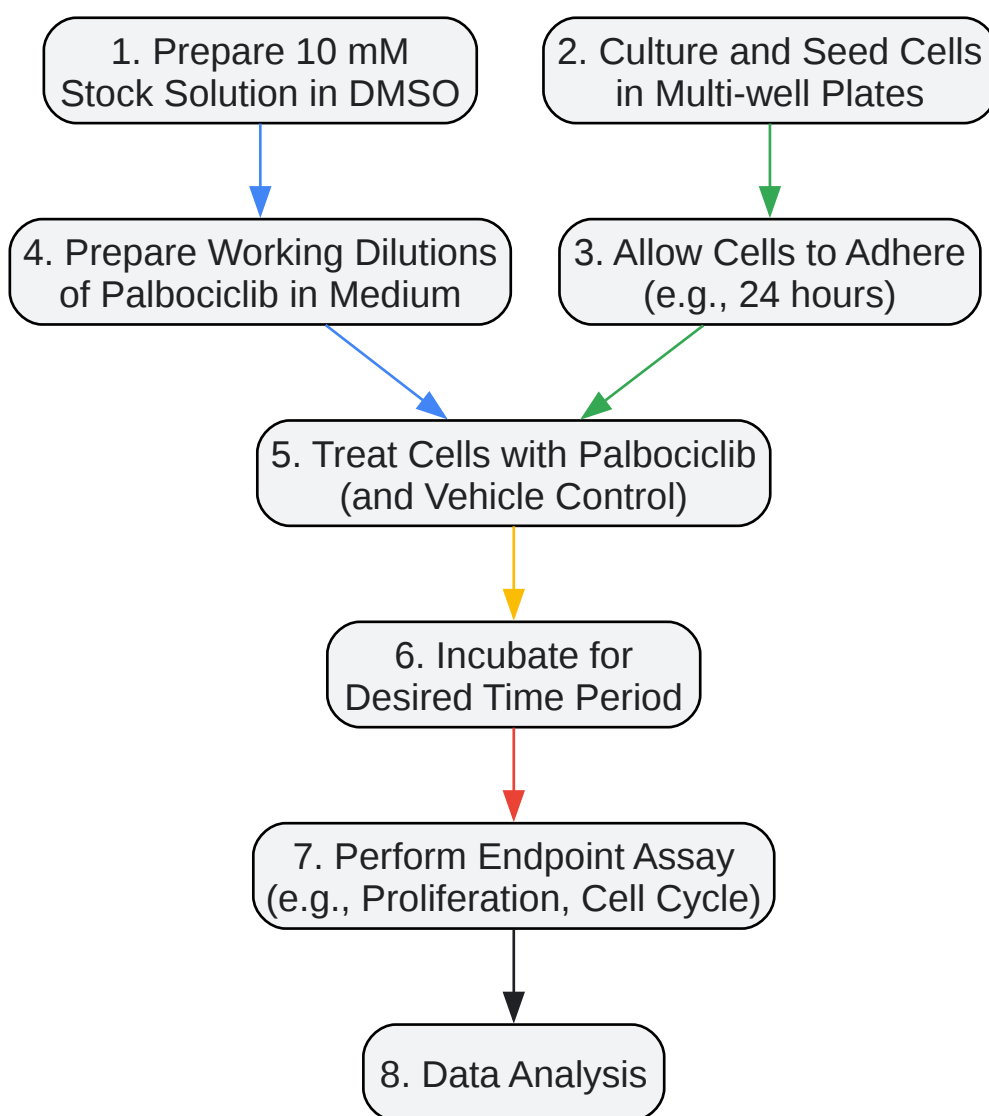 1. Prepare 10 mM
Stock Solution in DMSO
2. Culture and Seed Cells
in Multi-well Plates
4. Prepare Working Dilutions
of Palbociclib in Medium
3. Allow Cells to Adhere
(e.g., 24 hours)
5. Treat Cells with Palbociclib
(and Vehicle Control)
6. Incubate for
Desired Time Period
7. Perform Endpoint Assay
(e.g., Proliferation, Cell Cycle)
8. Data Analysis